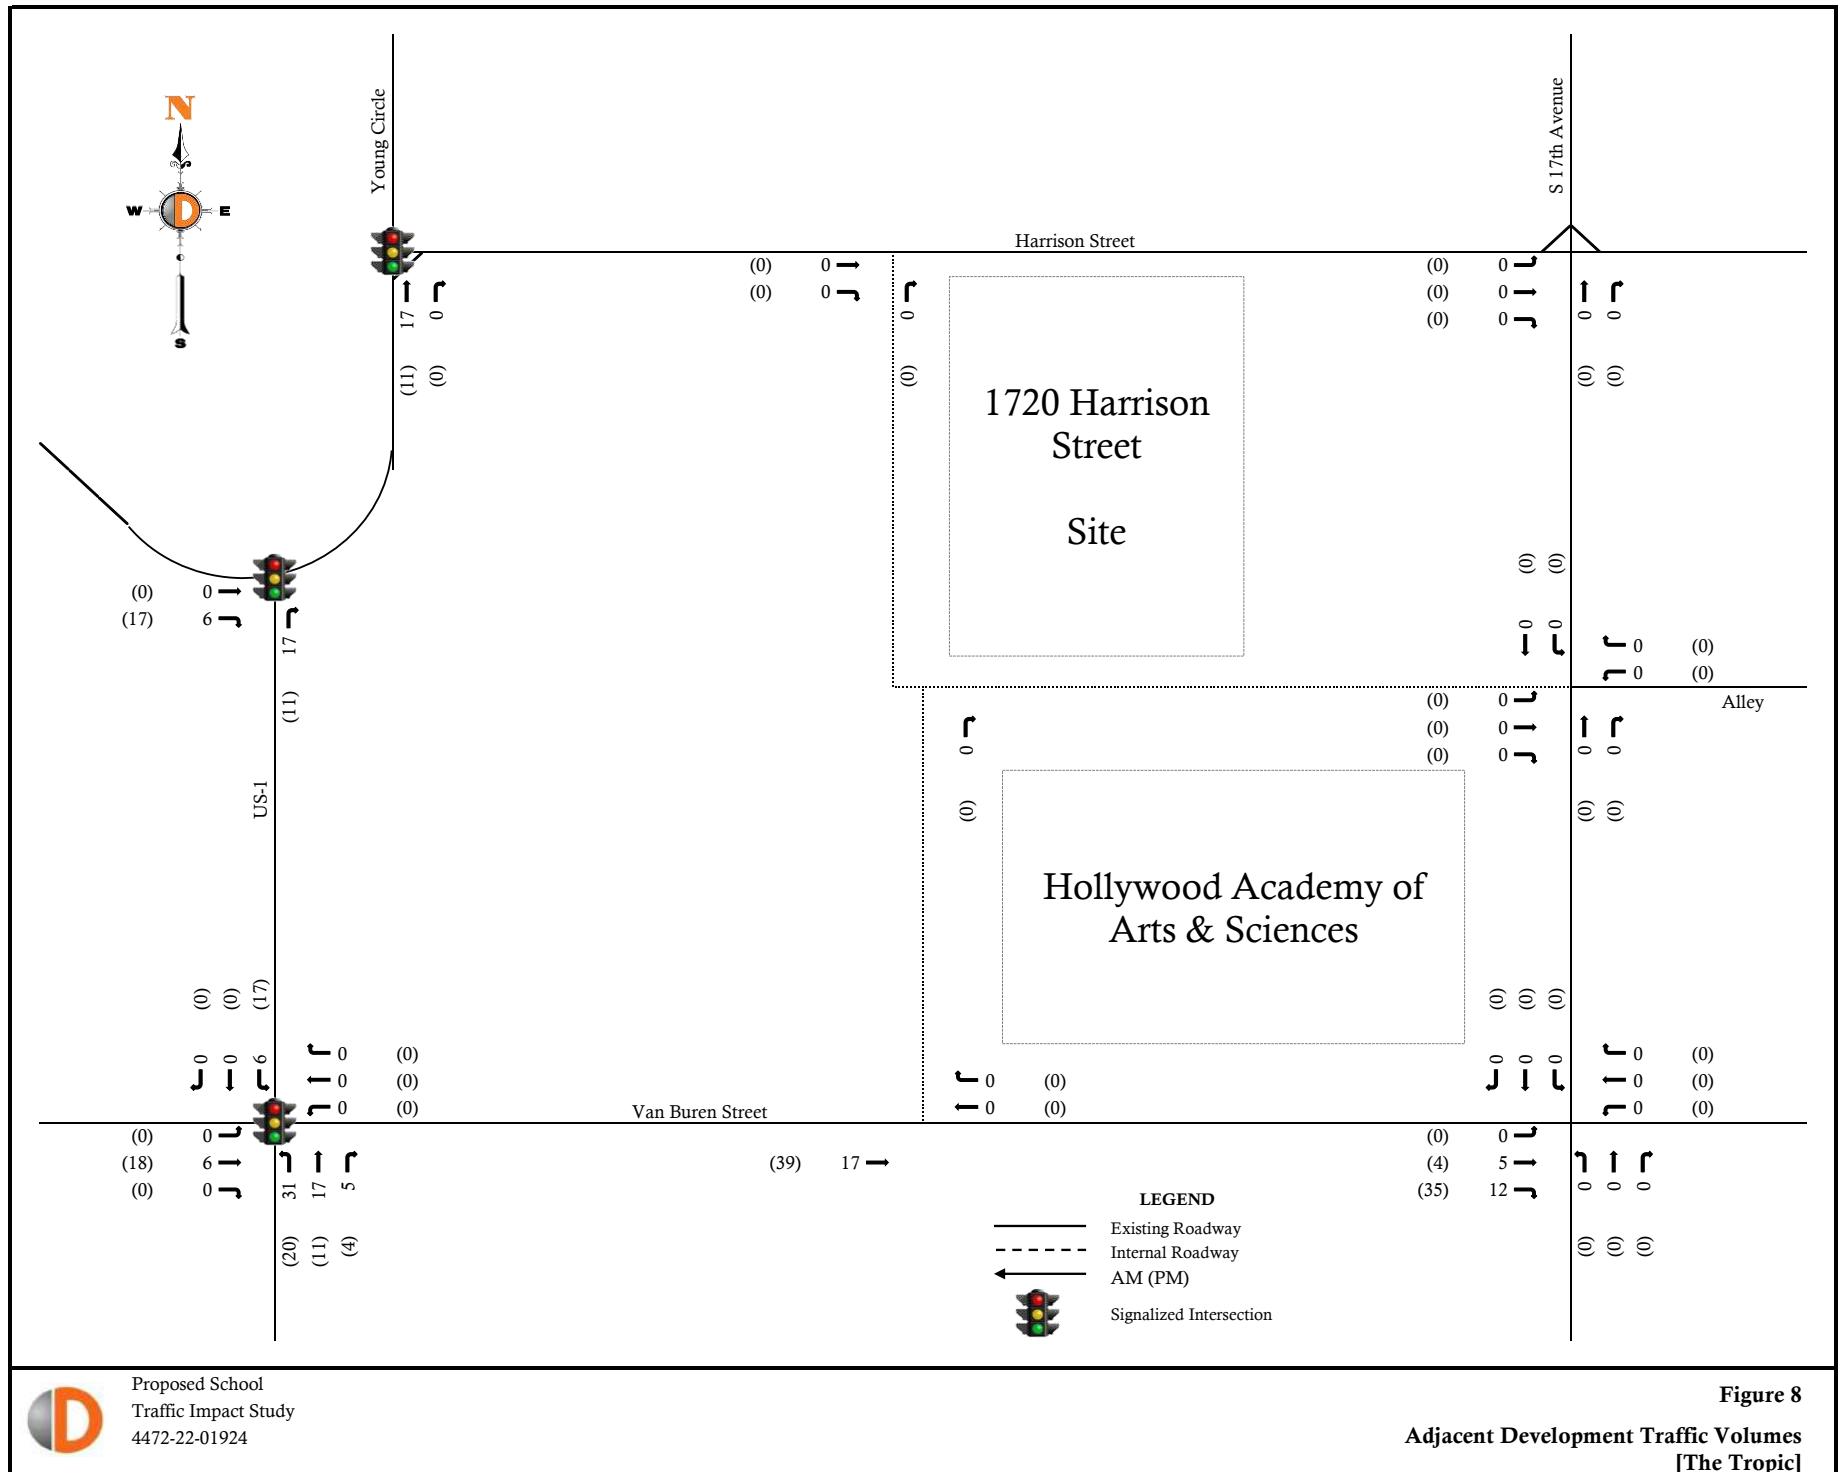 N
W
D
E
S
Young Circle
S 17th Avenue
Harrison Street
(0) 0
(0) 0
17 0
(11) (0)
0
(0)
(0) 0
(0) 0
(0) 0
0 0
(0) (0)
1720 Harrison
Street
Site
(0) 0
(17) 6
17
(11)
(0) (0)
0 0
0 (0)
0 (0)
Alley
(0) 0
(0) 0
(0) 0
0 0
(0) (0)
0
(0)
US-1
Hollywood Academy of
Arts & Sciences
(0) (0) (17)
0 0 6
0 (0)
0 (0)
0 (0)
Van Buren Street
0 (0)
0 (0)
(0) (0) (0)
0 0 0
0 (0)
0 (0)
0 (0)
(0) 0
(18) 6
(0) 0
31 17 5
(20) (11) (4)
(39) 17
(0) 0
(4) 5
(35) 12
0 0 0
(0) (0) (0)
LEGEND
Existing Roadway
Internal Roadway
AM (PM)
Signalized Intersection
D
Proposed School
Traffic Impact Study
4472-22-01924
Figure 8
Adjacent Development Traffic Volumes
[The Tropic]